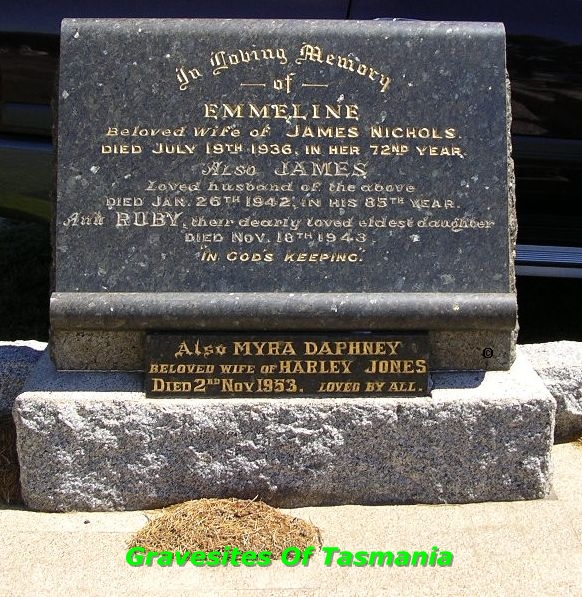 In Loving Memory
— of —
EMMELINE
Beloved Wife of JAMES NICHOLS.
DIED JULY 19TH 1936, IN HER 72ND YEAR.
Also JAMES
Loved husband of the above
DIED JAN. 26TH 1942, IN HIS 85TH YEAR.
And RUBY, their dearly loved eldest daughter
DIED NOV. 18TH 1943.
IN GODS KEEPING.
Also MYRA DAPHNEY
BELOVED WIFE OF HARLEY JONES
DIED 2ND NOV. 1953. LOVED BY ALL.
©
Gravesites Of Tasmania